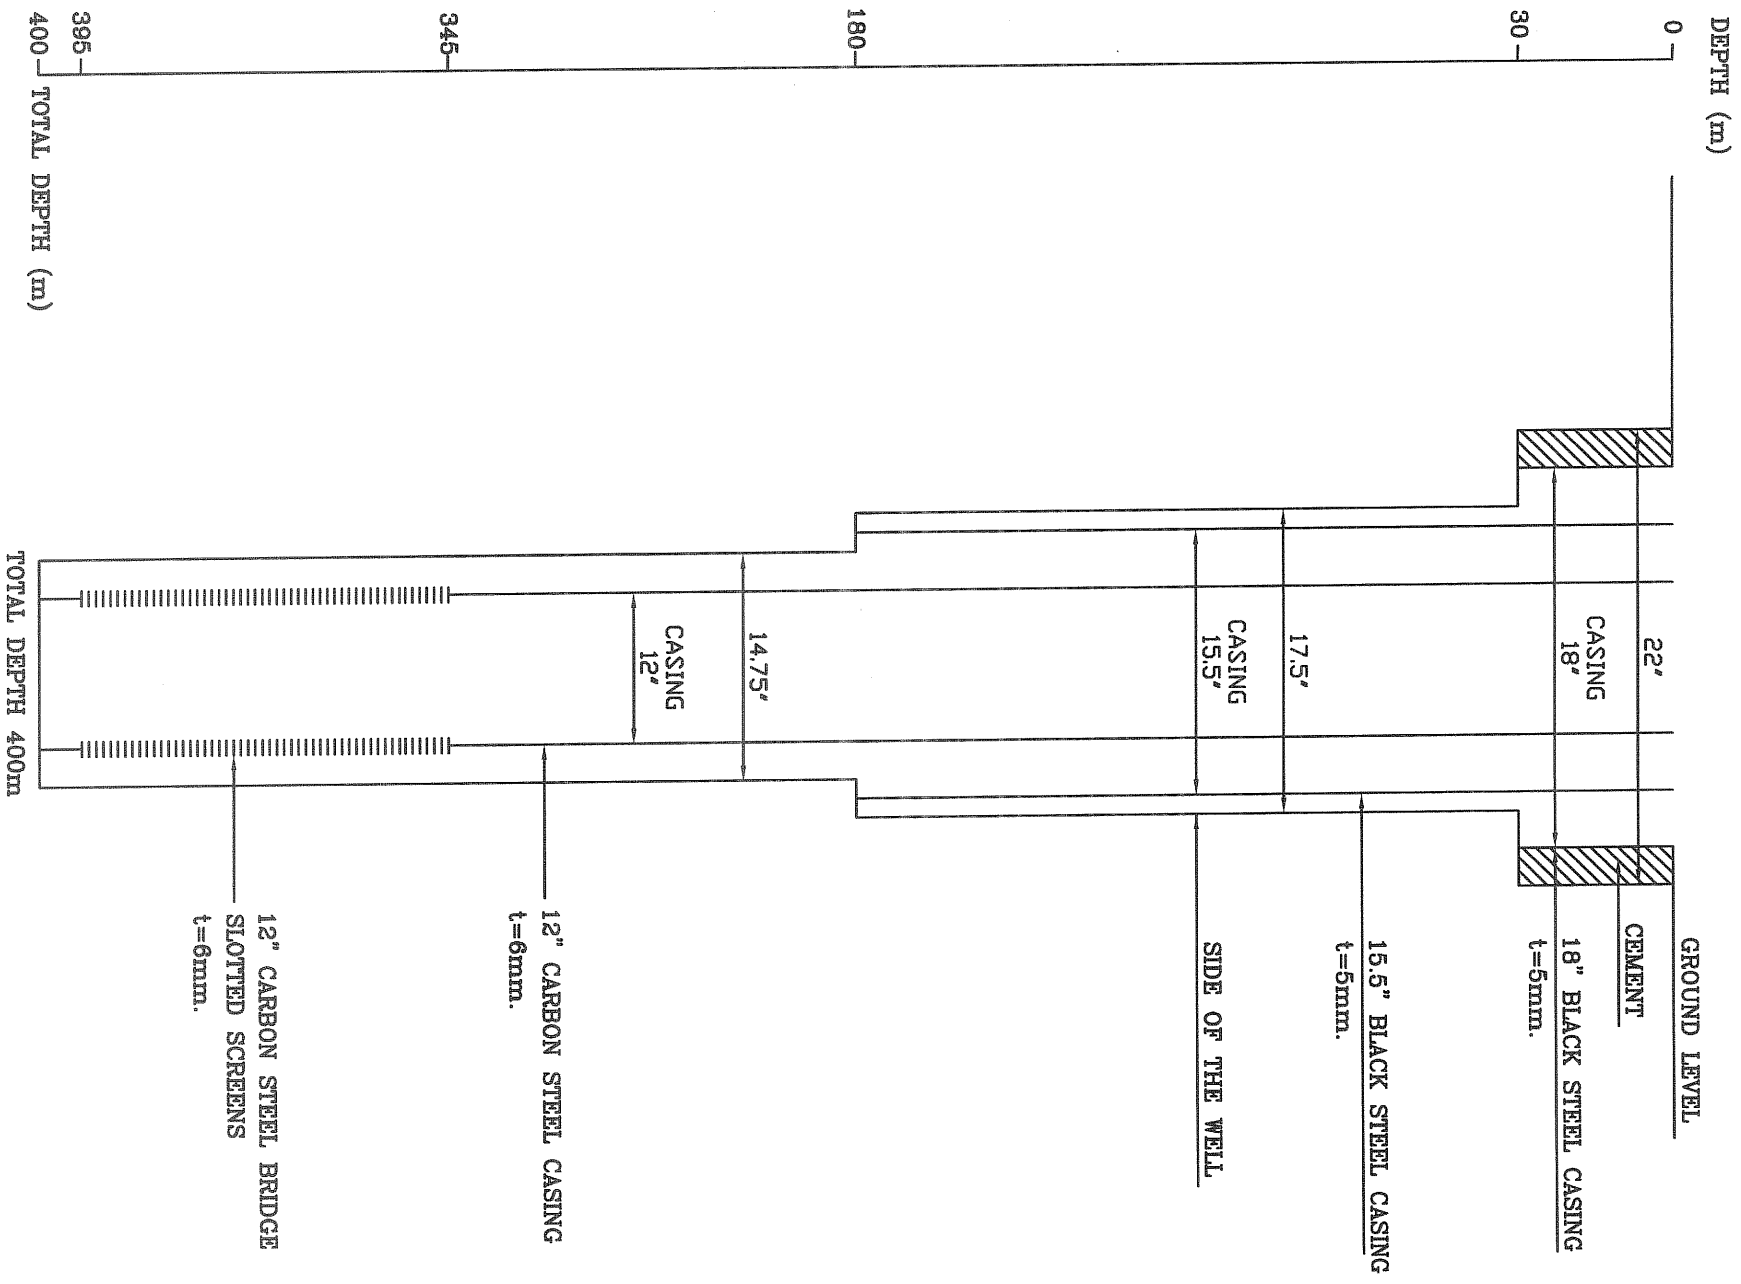 DEPTH (m)
0
30
180
345
395
400
TOTAL DEPTH (m)
GROUND LEVEL
22"
CEMENT
CASING
18"
18" BLACK STEEL CASING
t=5mm.
17.5"
15.5" BLACK STEEL CASING
t=5mm.
CASING
15.5"
SIDE OF THE WELL
14.75"
CASING
12"
12" CARBON STEEL CASING
t=6mm.
12" CARBON STEEL BRIDGE
SLOTTED SCREENS
t=6mm.
TOTAL DEPTH 400m